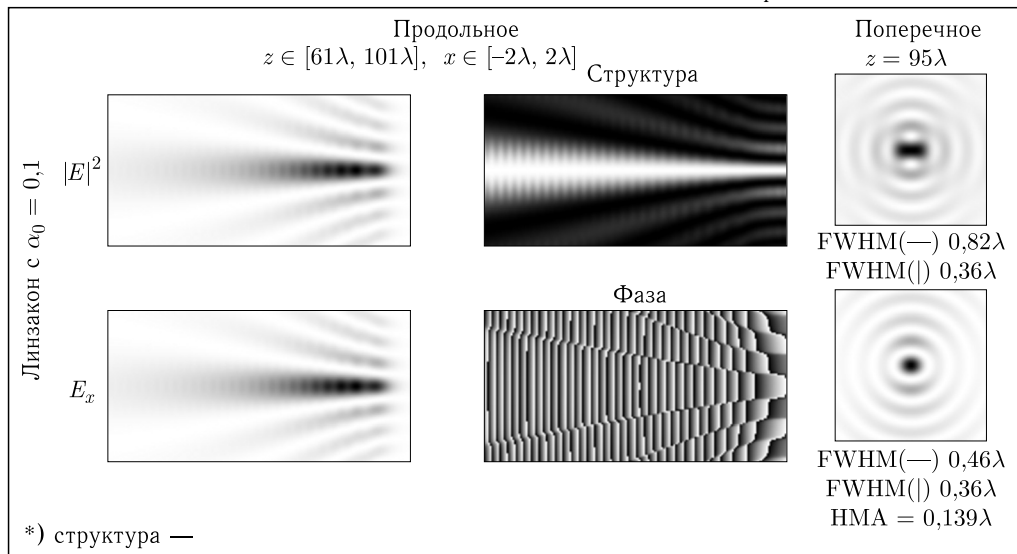 Продольное
z ∈ [61λ, 101λ], x ∈ [–2λ, 2λ]
Поперечное
z = 95λ
Структура
Линзакон с α₀ = 0,1
|E|²
FWHM(—) 0,82λ
FWHM(|) 0,36λ
Фаза
Eₓ
FWHM(—) 0,46λ
FWHM(|) 0,36λ
HMA = 0,139λ
*) структура —